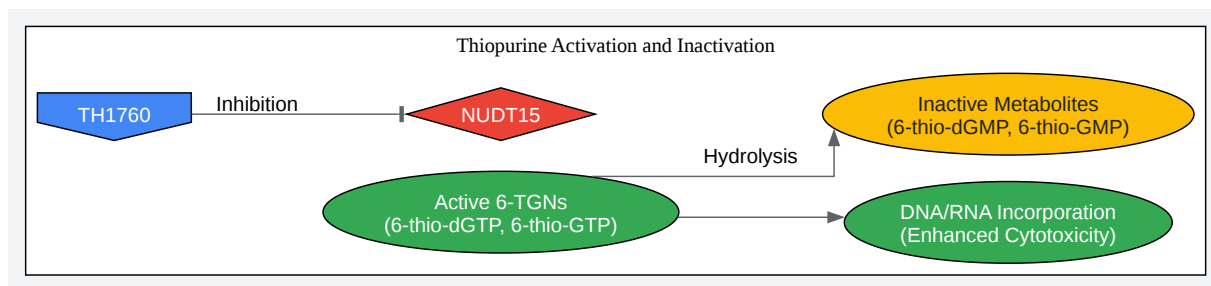 Thiopurine Activation and Inactivation
TH1760
Inhibition
NUDT15
Inactive Metabolites
(6-thio-dGMP, 6-thio-GMP)
Hydrolysis
Active 6-TGNs
(6-thio-dGTP, 6-thio-GTP)
DNA/RNA Incorporation
(Enhanced Cytotoxicity)